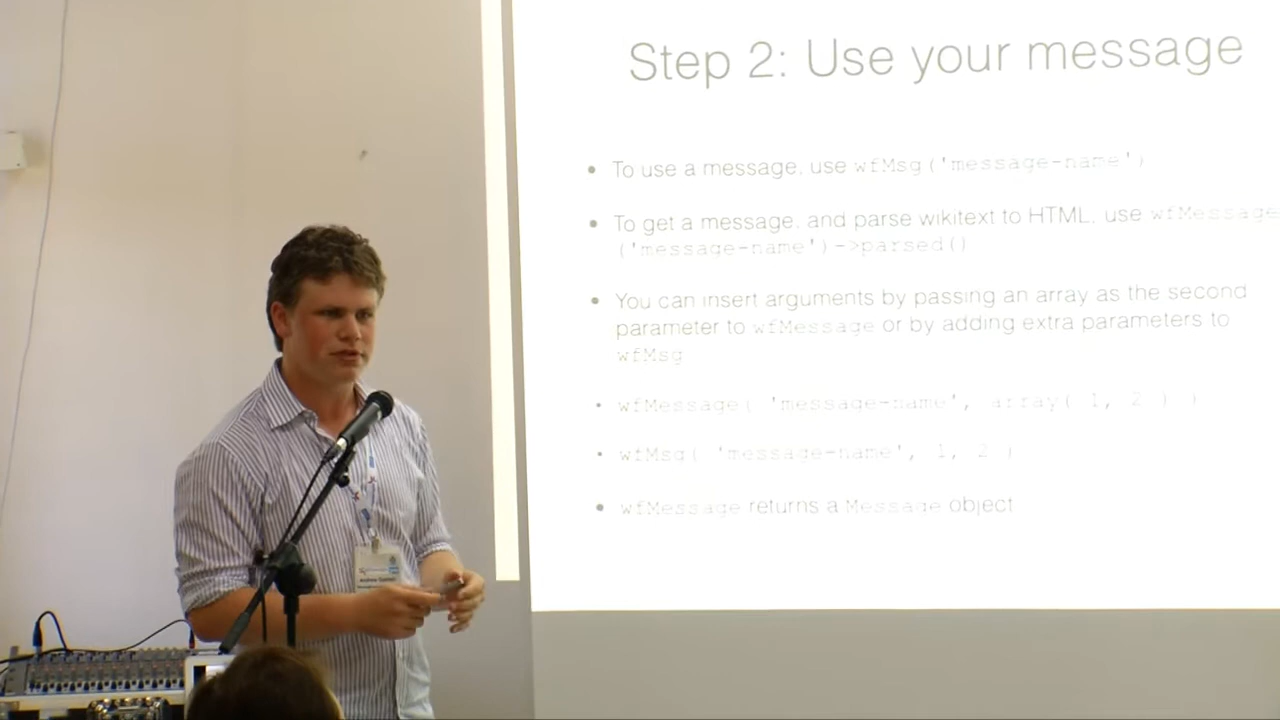 Step 2: Use your message
• To use a message, use wfMsg('message-name')
• To get a message, and parse wikitext to HTML, use wfMessage
('message-name')->parsed()
• You can insert arguments by passing an array as the second
parameter to wfMessage or by adding extra parameters to
wfMsg
• wfMessage( 'message-name', array( 1, 2 ) )
• wfMsg( 'message-name', 1, 2 )
• wfMessage returns a Message object
Andrew